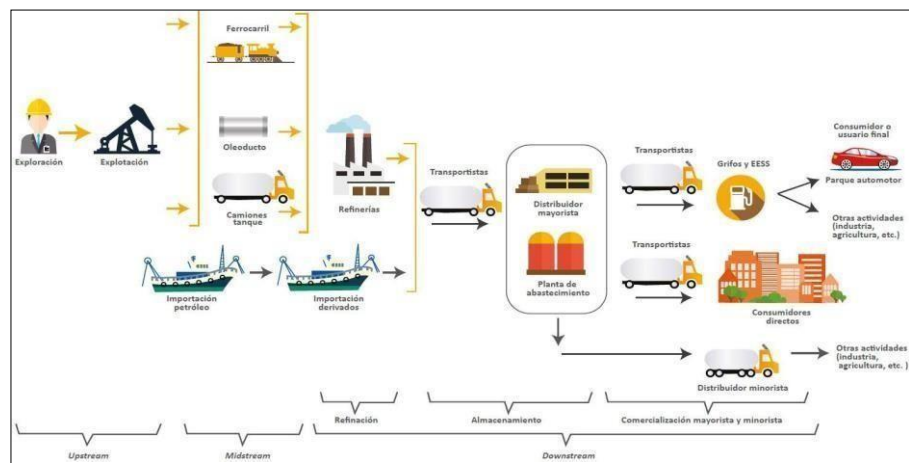 Ferrocarril
Exploración
Explotación
Oleoducto
Camiones
tanque
Importación
petróleo
Importación
derivados
Refinerías
Transportistas
Distribuidor
mayorista
Planta de
abastecimiento
Transportistas
Grifos y EESS
Consumidor o
usuario final
Parque automotor
Otras actividades
(industria,
agricultura, etc.)
Transportistas
Consumidores
directos
Distribuidor minorista
Otras actividades
(industria,
agricultura, etc. )
Refinación
Almacenamiento
Comercialización mayorista y minorista
Upstream
Midstream
Downstream